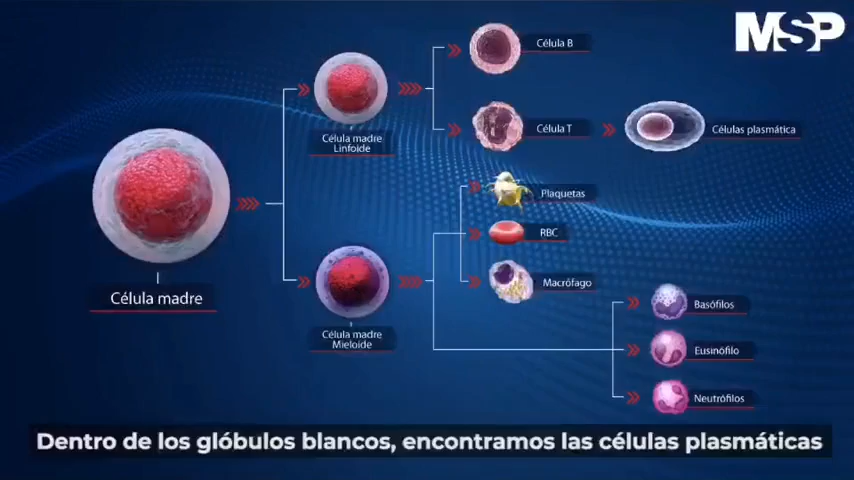 MSP
Célula B
Célula madre
Linfoide
Célula T
Células plasmática
Plaquetas
RBC
Célula madre
Macrófago
Célula madre
Mieloide
Basófilos
Eusinófilo
Neutrófilos
Dentro de los glóbulos blancos, encontramos las células plasmáticas